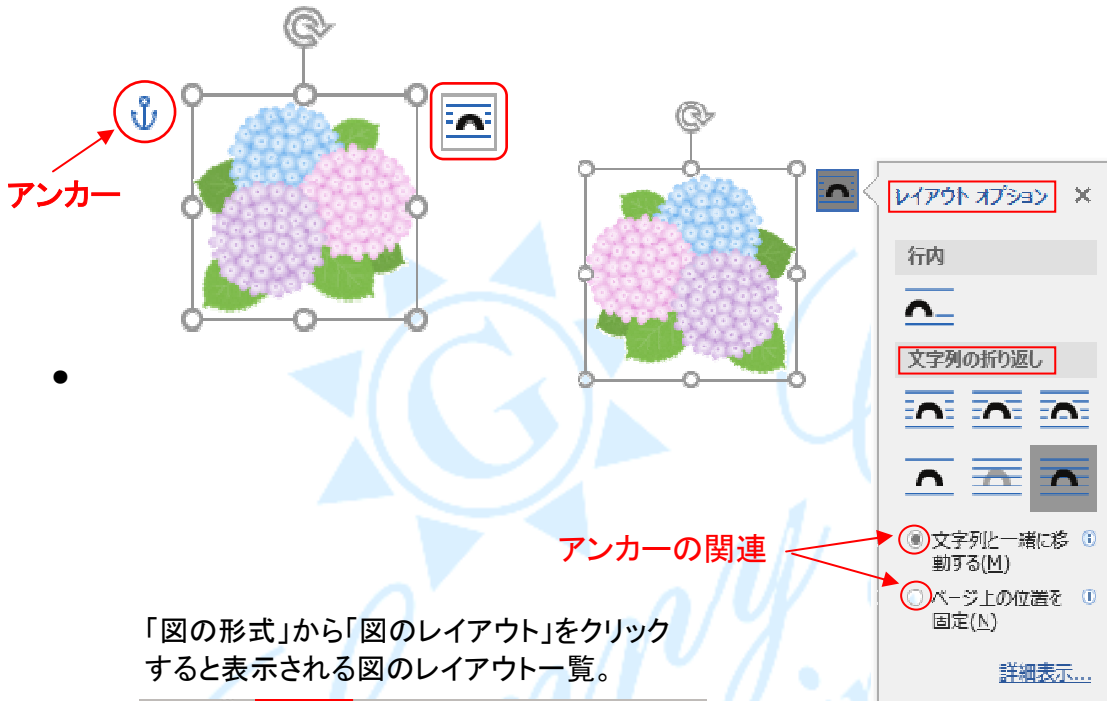 アンカー
レイアウト オプション
行内
文字列の折り返し
文字列と一緒に移
動する(M)
ページ上の位置を
固定(N)
詳細表示...
アンカーの関連
「図の形式」から「図のレイアウト」をクリック
すると表示される図のレイアウト一覧。
G